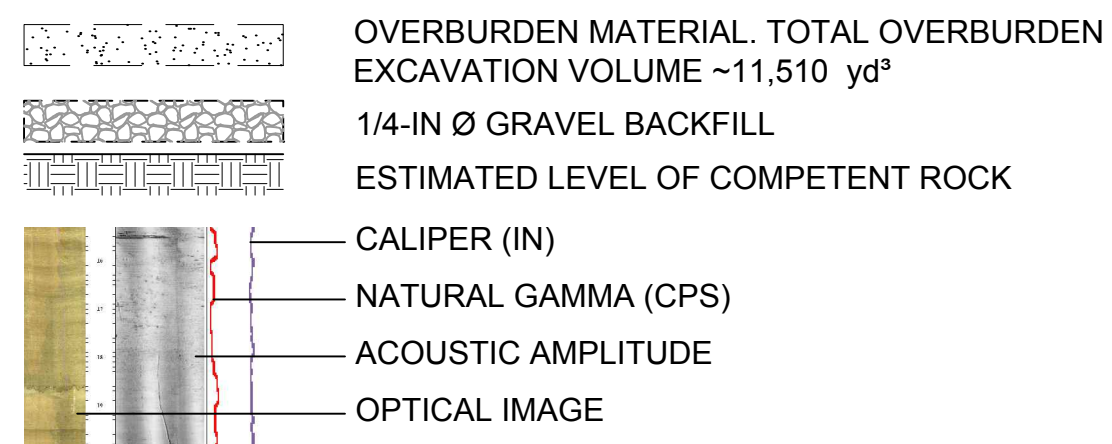 OVERBURDEN MATERIAL. TOTAL OVERBURDEN
EXCAVATION VOLUME ~11,510 yd³
1/4-IN Ø GRAVEL BACKFILL
ESTIMATED LEVEL OF COMPETENT ROCK
CALIPER (IN)
NATURAL GAMMA (CPS)
ACOUSTIC AMPLITUDE
OPTICAL IMAGE